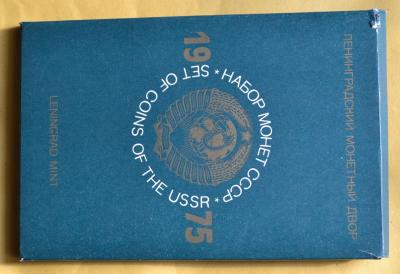 ЛЕНИНГРАДСКИЙ МОНЕТНЫЙ ДВОР
19 75
НАБОР МОНЕТ СССР * SET OF COINS OF THE USSR *
LENINGRAD MINT